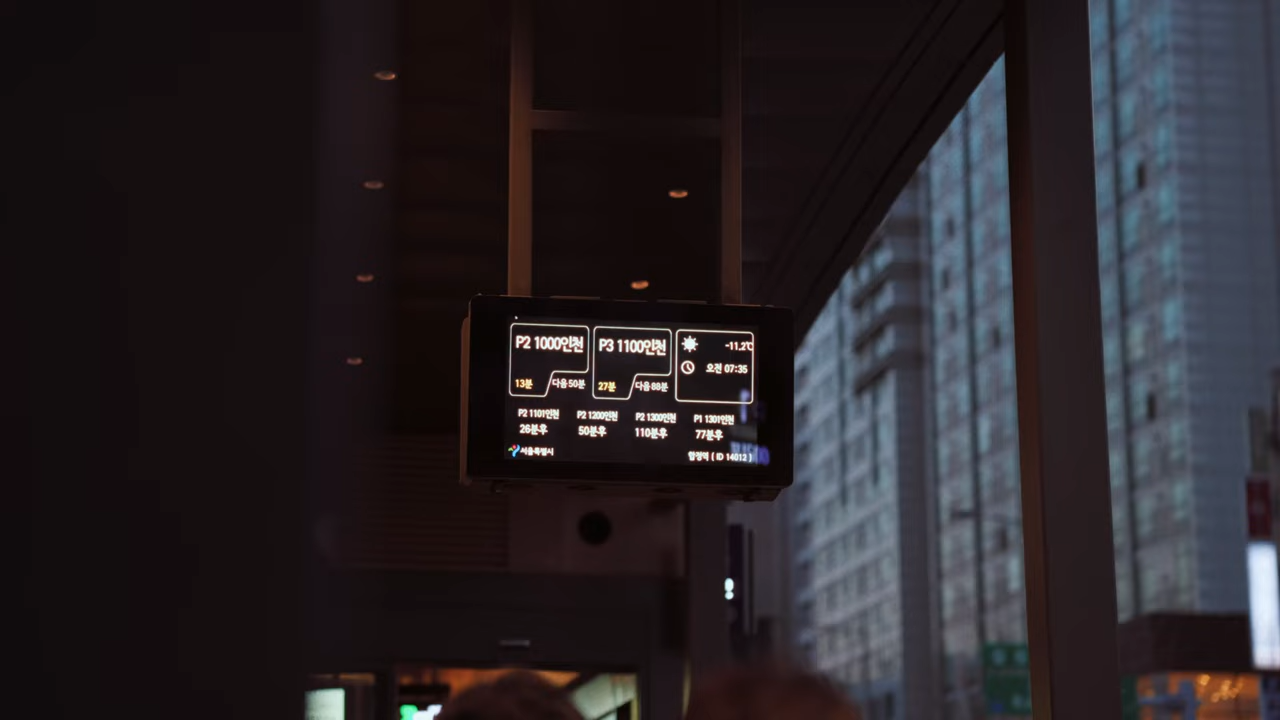 P2 1000인천
13분 다음50분
P3 1100인천
27분 다음88분
-11.2℃
오전 07:35
P2 1101인천
26분후
P2 1200인천
50분후
P2 1300인천
110분후
P1 1301인천
77분후
서울특별시
합정역 ( ID 14012 )